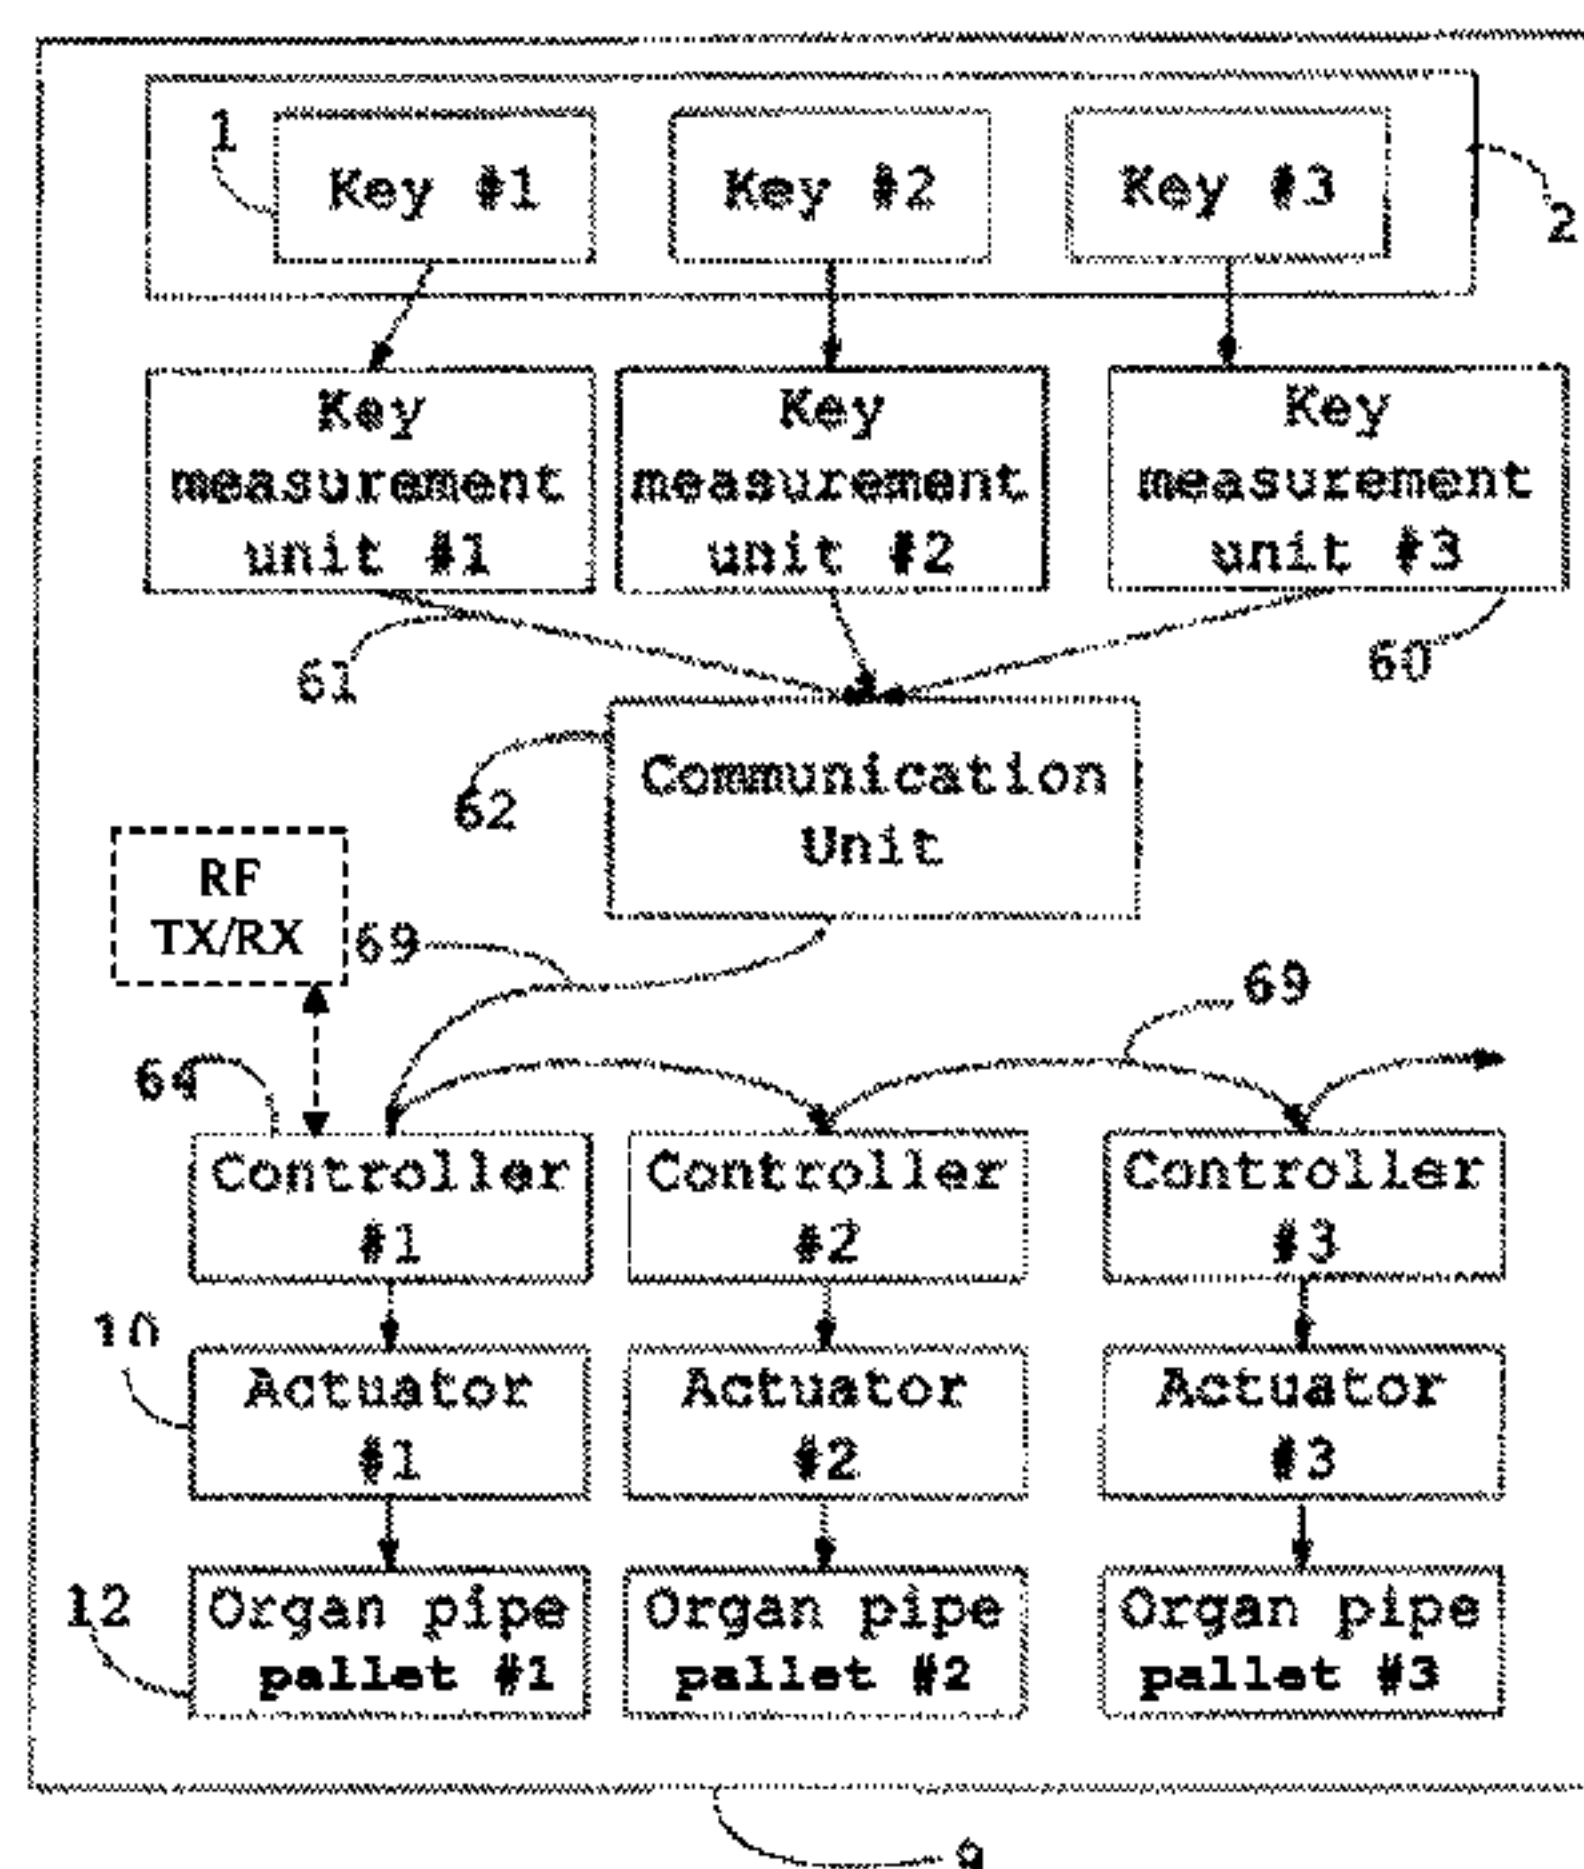 1
Key #1
Key #2
Key #3
2
Key
measurement
unit #1
Key
measurement
unit #2
Key
measurement
unit #3
61
60
Communication
Unit
62
RF
TX/RX
69
69
64
Controller
#1
Controller
#2
Controller
#3
10
Actuator
#1
Actuator
#2
Actuator
#3
12
Organ pipe
pallet #1
Organ pipe
pallet #2
Organ pipe
pallet #3